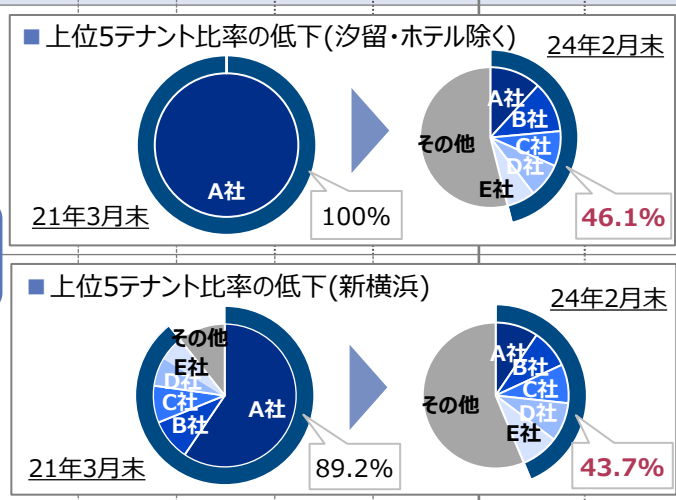 ■ 上位5テナント比率の低下(汐留・ホテル除く)
24年2月末
A社
21年3月末
100%
A社
B社
C社
D社
E社
その他
46.1%
■ 上位5テナント比率の低下(新横浜)
24年2月末
その他
E社
D社
C社
B社
A社
21年3月末
89.2%
A社
B社
C社
D社
E社
その他
43.7%